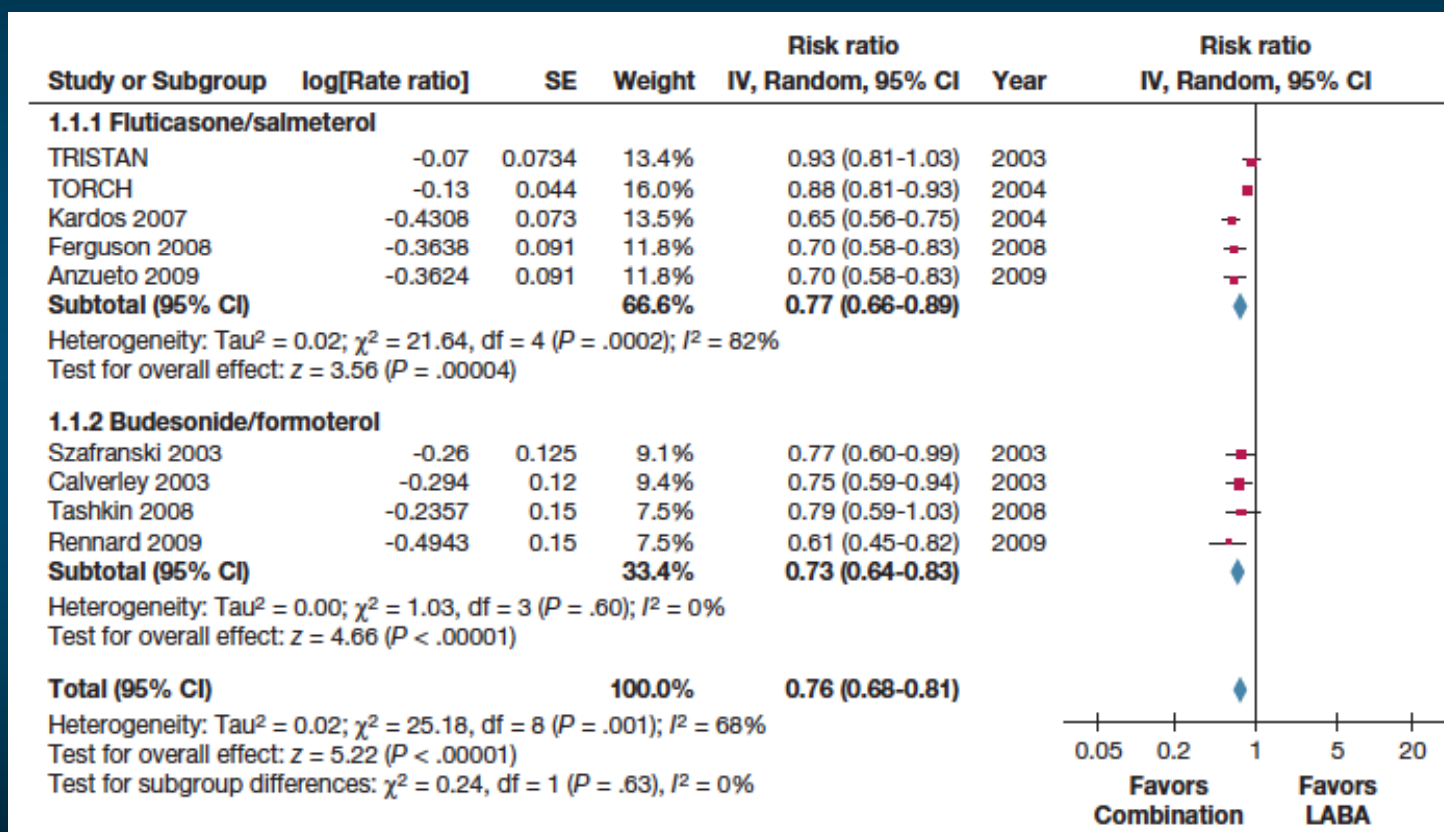 Risk ratio Risk ratio
Study or Subgroup log[Rate ratio] SE Weight IV, Random, 95% CI Year IV, Random, 95% CI
1.1.1 Fluticasone/salmeterol
TRISTAN -0.07 0.0734 13.4% 0.93 (0.81-1.03) 2003
TORCH -0.13 0.044 16.0% 0.88 (0.81-0.93) 2004
Kardos 2007 -0.4308 0.073 13.5% 0.65 (0.56-0.75) 2004
Ferguson 2008 -0.3638 0.091 11.8% 0.70 (0.58-0.83) 2008
Anzueto 2009 -0.3624 0.091 11.8% 0.70 (0.58-0.83) 2009
Subtotal (95% CI) 66.6% 0.77 (0.66-0.89)
Heterogeneity: Tau² = 0.02; χ² = 21.64, df = 4 (P = .0002); I² = 82%
Test for overall effect: z = 3.56 (P = .00004)
1.1.2 Budesonide/formoterol
Szafranski 2003 -0.26 0.125 9.1% 0.77 (0.60-0.99) 2003
Calverley 2003 -0.294 0.12 9.4% 0.75 (0.59-0.94) 2003
Tashkin 2008 -0.2357 0.15 7.5% 0.79 (0.59-1.03) 2008
Rennard 2009 -0.4943 0.15 7.5% 0.61 (0.45-0.82) 2009
Subtotal (95% CI) 33.4% 0.73 (0.64-0.83)
Heterogeneity: Tau² = 0.00; χ² = 1.03, df = 3 (P = .60); I² = 0%
Test for overall effect: z = 4.66 (P < .00001)
Total (95% CI) 100.0% 0.76 (0.68-0.81)
Heterogeneity: Tau² = 0.02; χ² = 25.18, df = 8 (P = .001); I² = 68%
Test for overall effect: z = 5.22 (P < .00001)
Test for subgroup differences: χ² = 0.24, df = 1 (P = .63), I² = 0%
0.05 0.2 1 5 20
Favors Favors
Combination LABA